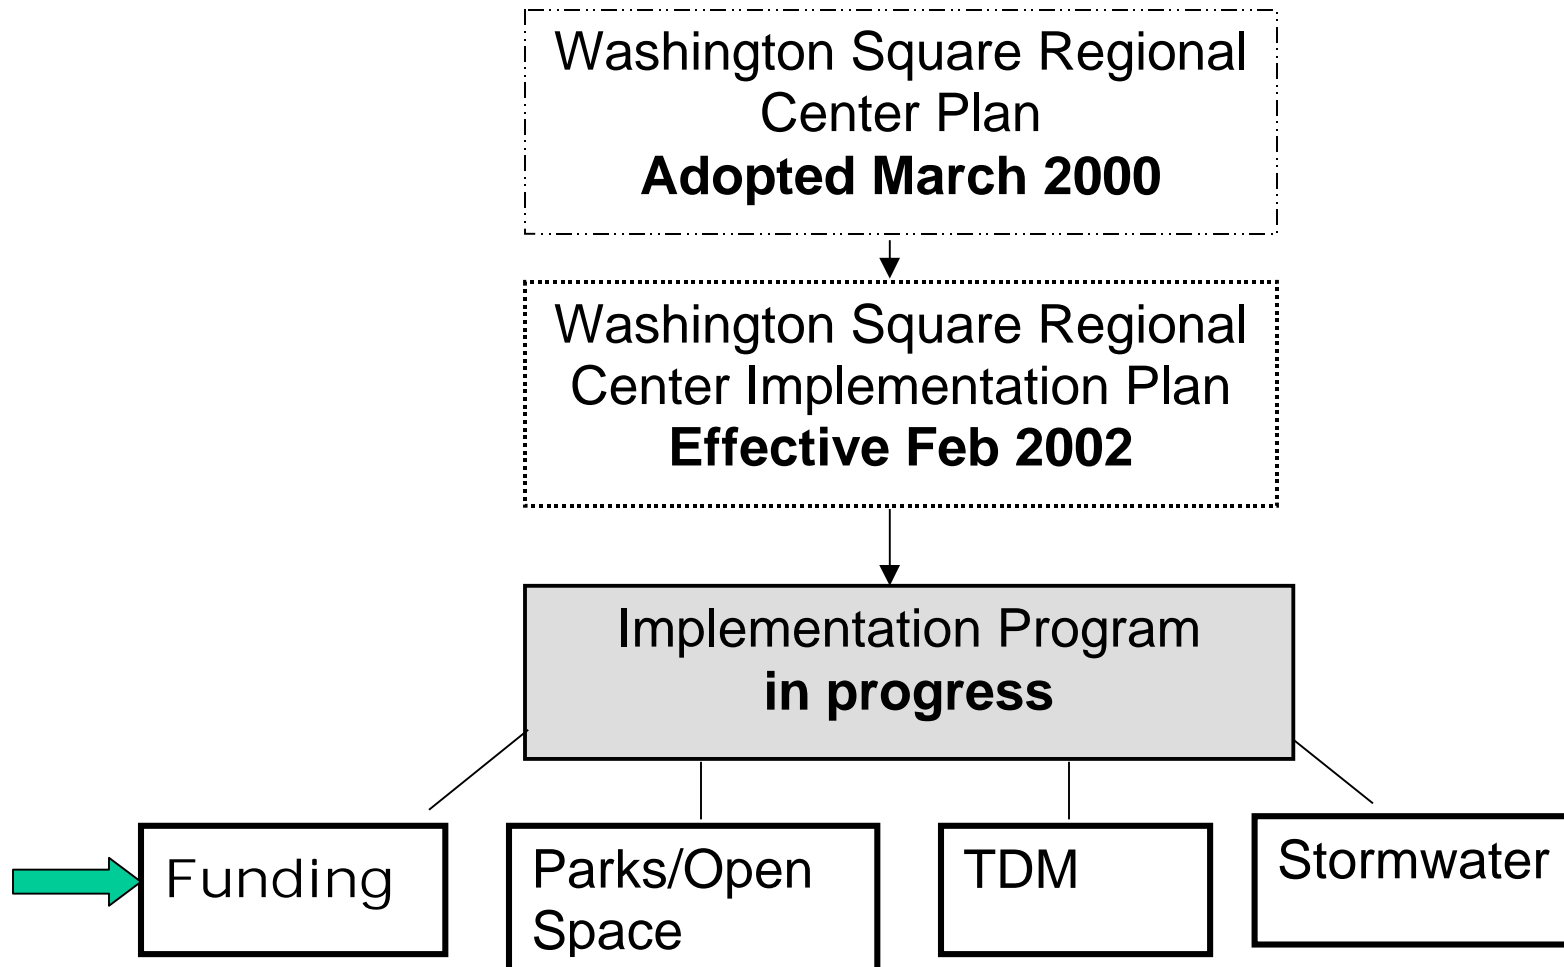 Washington Square Regional
Center Plan
Adopted March 2000
Washington Square Regional
Center Implementation Plan
Effective Feb 2002
Implementation Program
in progress
Funding
Parks/Open
Space
TDM
Stormwater